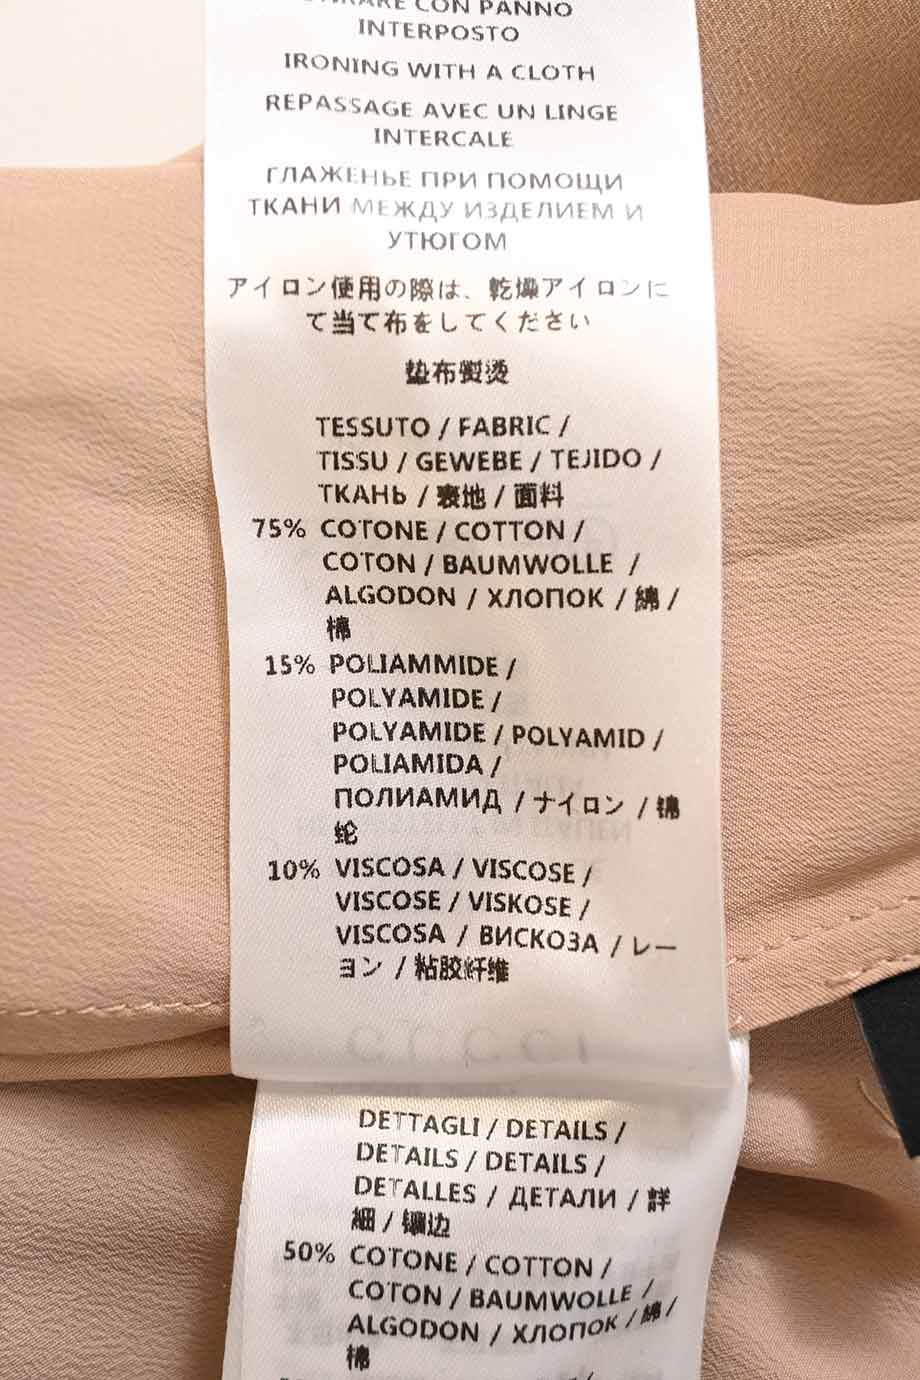 CON PANNO
INTERPOSTO
IRONING WITH A CLOTH
REPASSAGE AVEC UN LINGE
INTERCALE
ГЛАЖЕНЬЕ ПРИ ПОМОЩИ
ТКАНИ МЕЖДУ ИЗДЕЛИЕМ И
УТЮГОМ
アイロン使用の際は、乾燥アイロンに
て当て布をしてください
垫布熨烫
TESSUTO / FABRIC /
TISSU / GEWEBE / TEJIDO /
ТКАНЬ / 表地 / 面料
75% COTONE / COTTON /
COTON / BAUMWOLLE /
ALGODON / ХЛОПОК / 綿 /
棉
15% POLIAMMIDE /
POLYAMIDE /
POLYAMIDE / POLYAMID /
POLIAMIDA /
ПОЛИАМИД / ナイロン / 锦
纶
10% VISCOSA / VISCOSE /
VISCOSE / VISKOSE /
VISCOSA / ВИСКОЗА / レー
ヨン / 粘胶纤维
DETTAGLI / DETAILS /
DETAILS / DETAILS /
DETALLES / ДЕТАЛИ / 詳
細 / 镶边
50% COTONE / COTTON /
COTON / BAUMWOLLE /
ALGODON / ХЛОПОК / 綿 /
棉